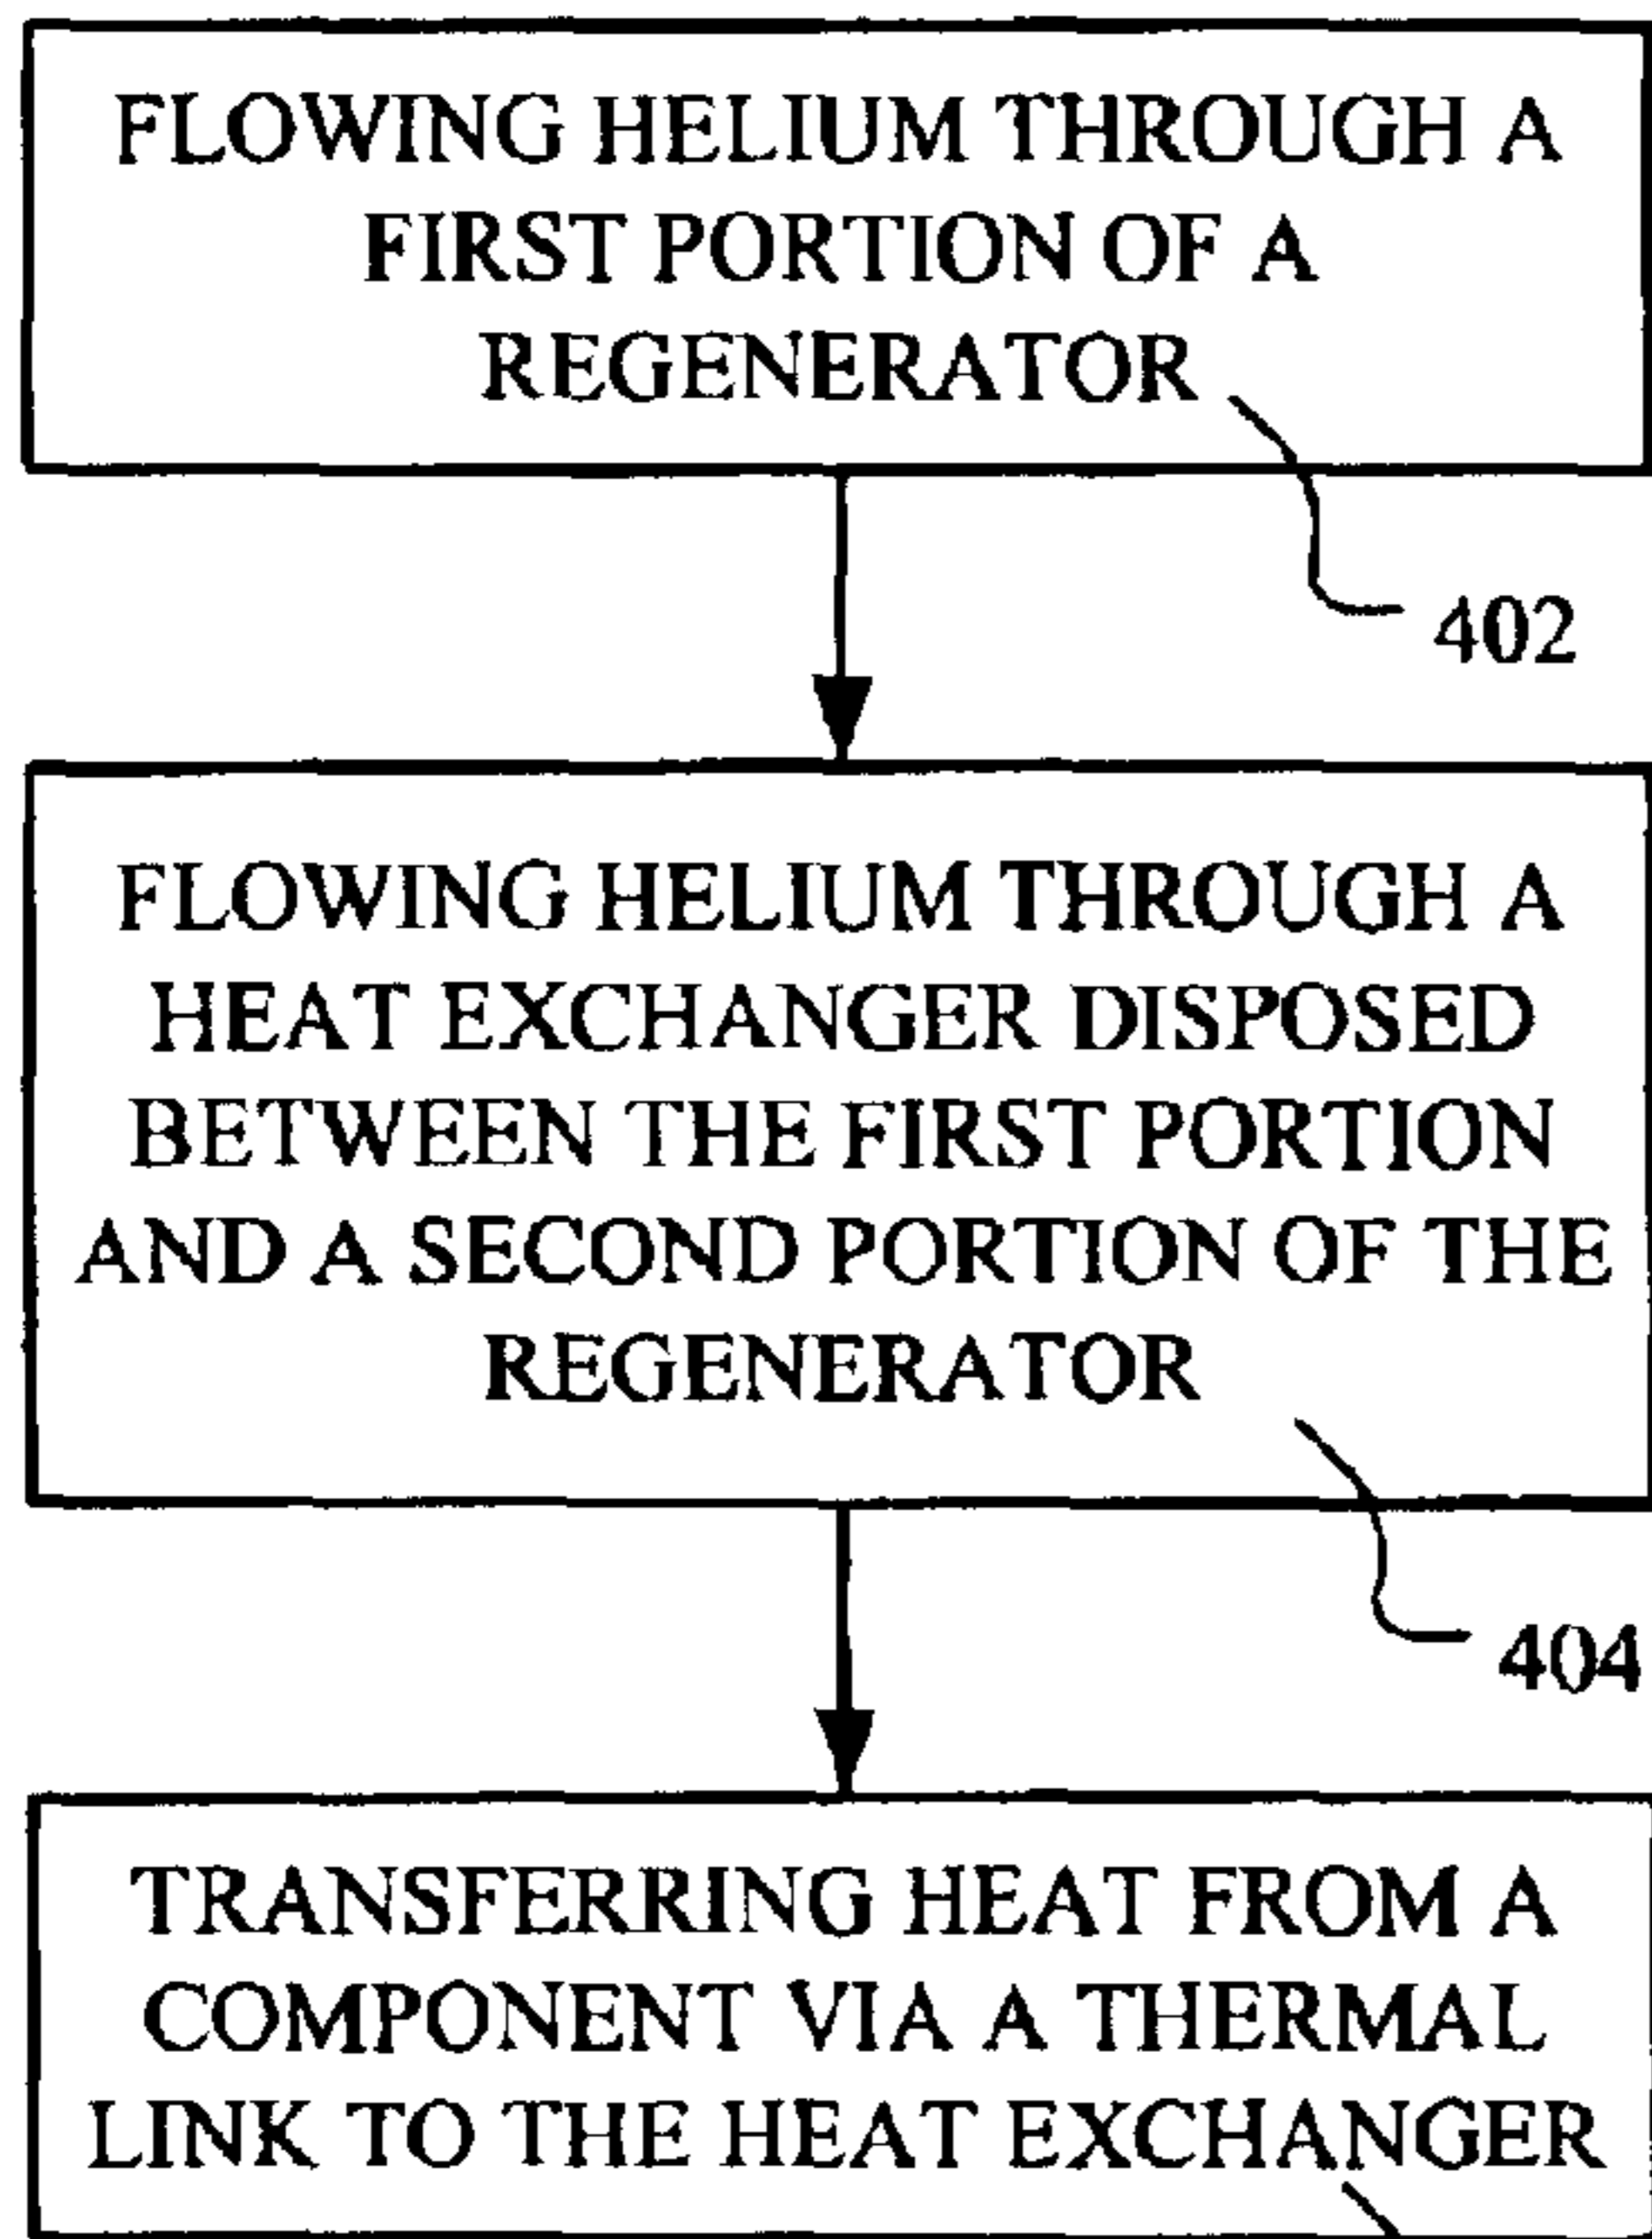 FLOWING HELIUM THROUGH A
FIRST PORTION OF A
REGENERATOR
402
FLOWING HELIUM THROUGH A
HEAT EXCHANGER DISPOSED
BETWEEN THE FIRST PORTION
AND A SECOND PORTION OF THE
REGENERATOR
404
TRANSFERRING HEAT FROM A
COMPONENT VIA A THERMAL
LINK TO THE HEAT EXCHANGER